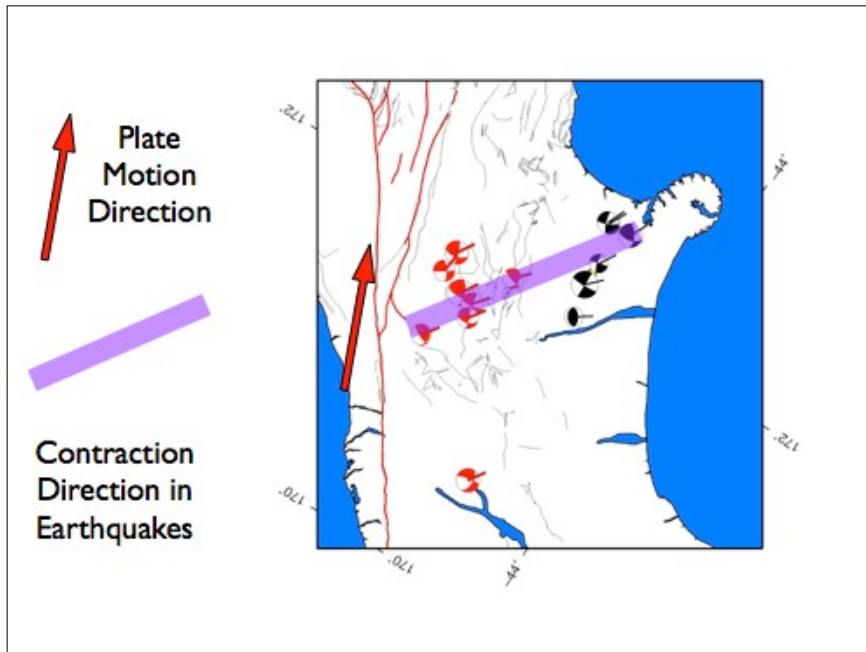 Plate
Motion
Direction
Contraction
Direction in
Earthquakes
172˚
-44˚
172˚
170˚
170˚
-44˚